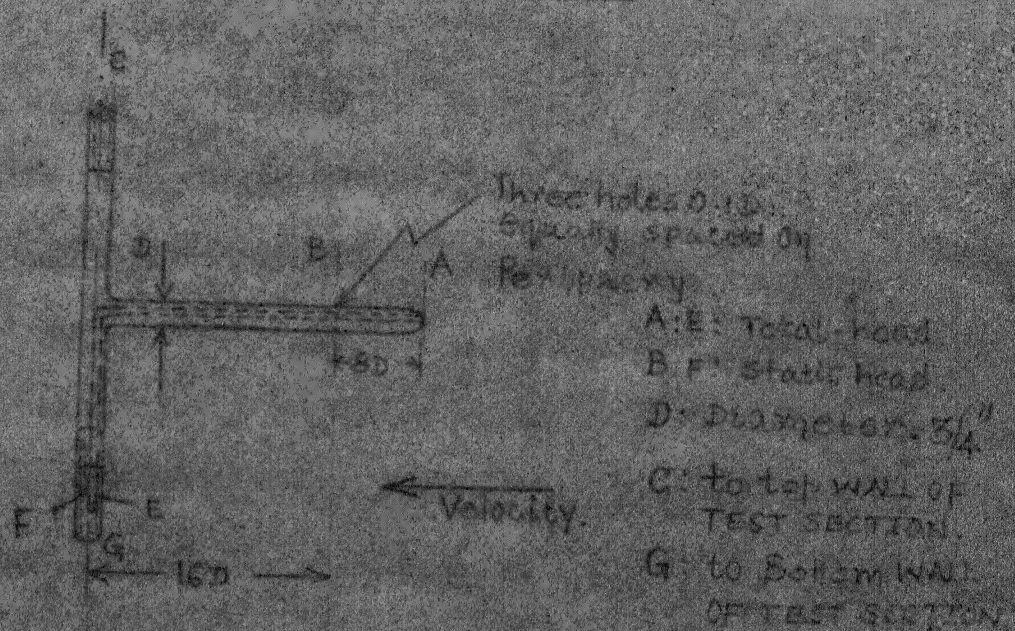 C
Three holes 0.1D.
Equally spaced on
Periphery
D
B
A
A:E: Total-head
8D
B F: Static head.
D: Diameter. 3/4"
C: to top WALL OF
TEST SECTION.
Velocity.
F
E
G
G: to Bottom WALL
OF TEST SECTION
16D